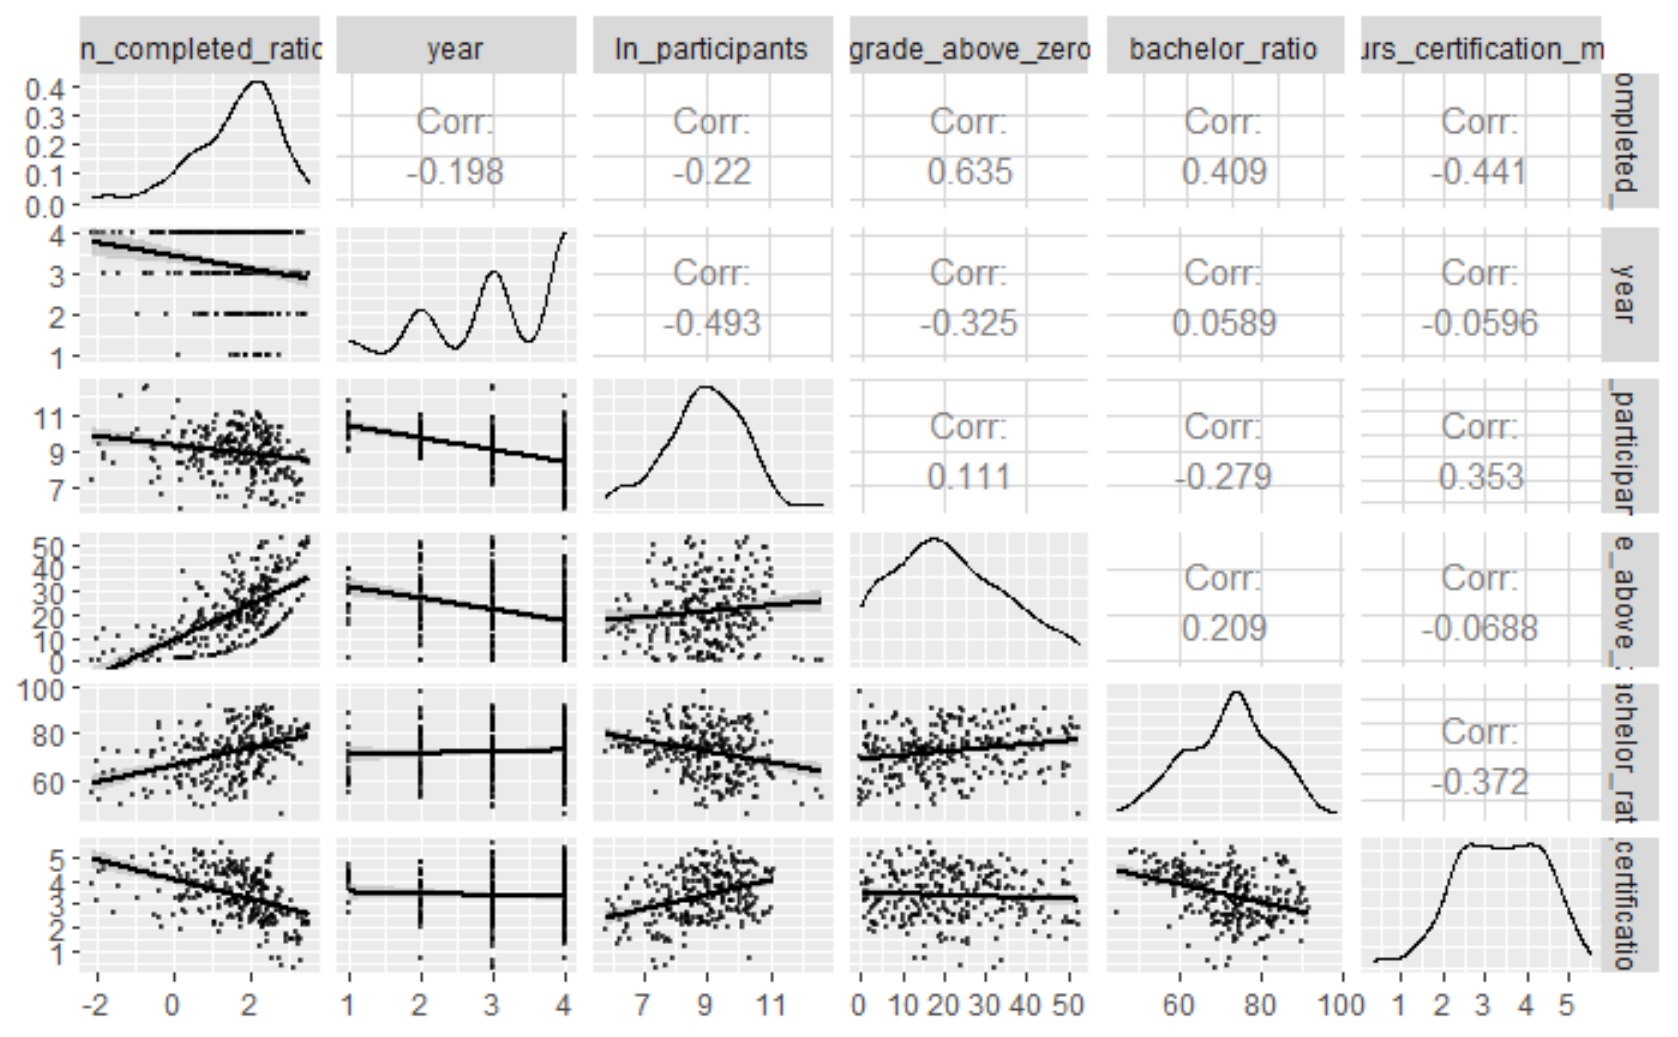 n_completed_ratio
year
ln_participants
grade_above_zero
bachelor_ratio
urs_certification_m
0.4
0.3
0.2
0.1
0.0
Corr:
-0.198
Corr:
-0.22
Corr:
0.635
Corr:
0.409
Corr:
-0.441
ompleted_
4
3
2
1
Corr:
-0.493
Corr:
-0.325
Corr:
0.0589
Corr:
-0.0596
year
11
9
7
Corr:
0.111
Corr:
-0.279
Corr:
0.353
_participar
50
40
30
20
10
0
Corr:
0.209
Corr:
-0.0688
e_above_
100
80
60
Corr:
-0.372
achelor_rat
5
4
3
2
1
certificatio
-2 0 2
1 2 3 4
7 9 11
0 10 20 30 40 50
60 80 100
1 2 3 4 5